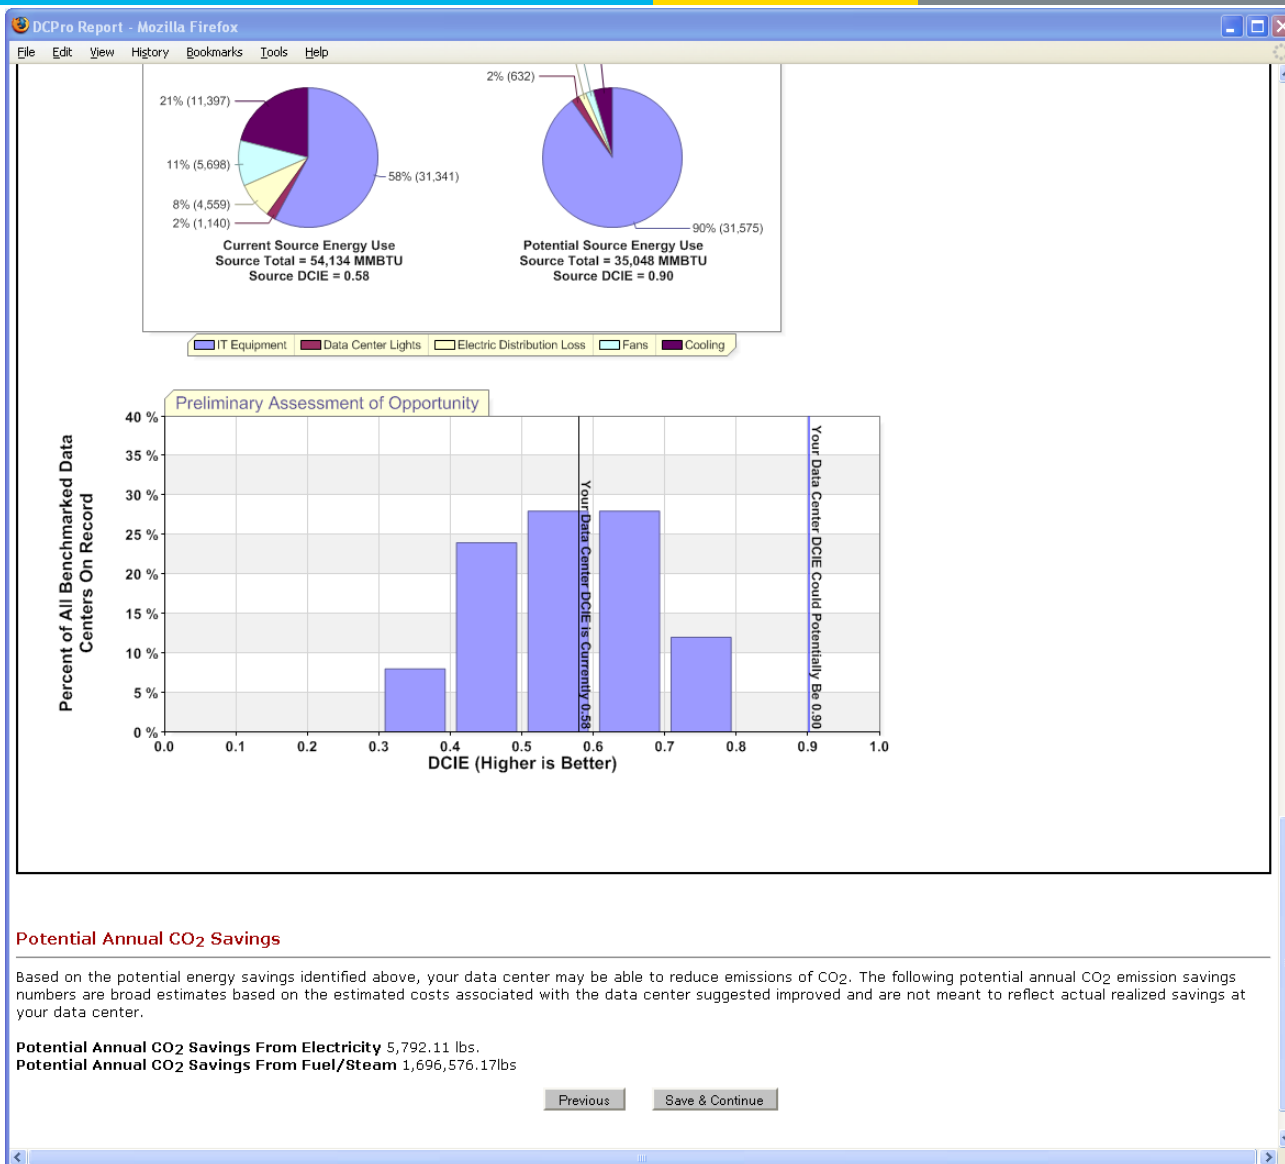 DCPro Report - Mozilla Firefox
File Edit View History Bookmarks Tools Help
21% (11,397)
11% (5,698)
8% (4,559)
2% (1,140)
58% (31,341)
Current Source Energy Use
Source Total = 54,134 MMBTU
Source DCIE = 0.58
2% (632)
90% (31,575)
Potential Source Energy Use
Source Total = 35,048 MMBTU
Source DCIE = 0.90
IT Equipment Data Center Lights Electric Distribution Loss Fans Cooling
Preliminary Assessment of Opportunity
Percent of All Benchmarked Data
Centers On Record
40 %
35 %
30 %
25 %
20 %
15 %
10 %
5 %
0 %
Your Data Center DCIE is Currently 0.58
Your Data Center DCIE Could Potentially Be 0.90
0.0 0.1 0.2 0.3 0.4 0.5 0.6 0.7 0.8 0.9 1.0
DCIE (Higher is Better)
Potential Annual CO2 Savings
Based on the potential energy savings identified above, your data center may be able to reduce emissions of CO2. The following potential annual CO2 emission savings
numbers are broad estimates based on the estimated costs associated with the data center suggested improved and are not meant to reflect actual realized savings at
your data center.
Potential Annual CO2 Savings From Electricity 5,792.11 lbs.
Potential Annual CO2 Savings From Fuel/Steam 1,696,576.17lbs
Previous Save & Continue